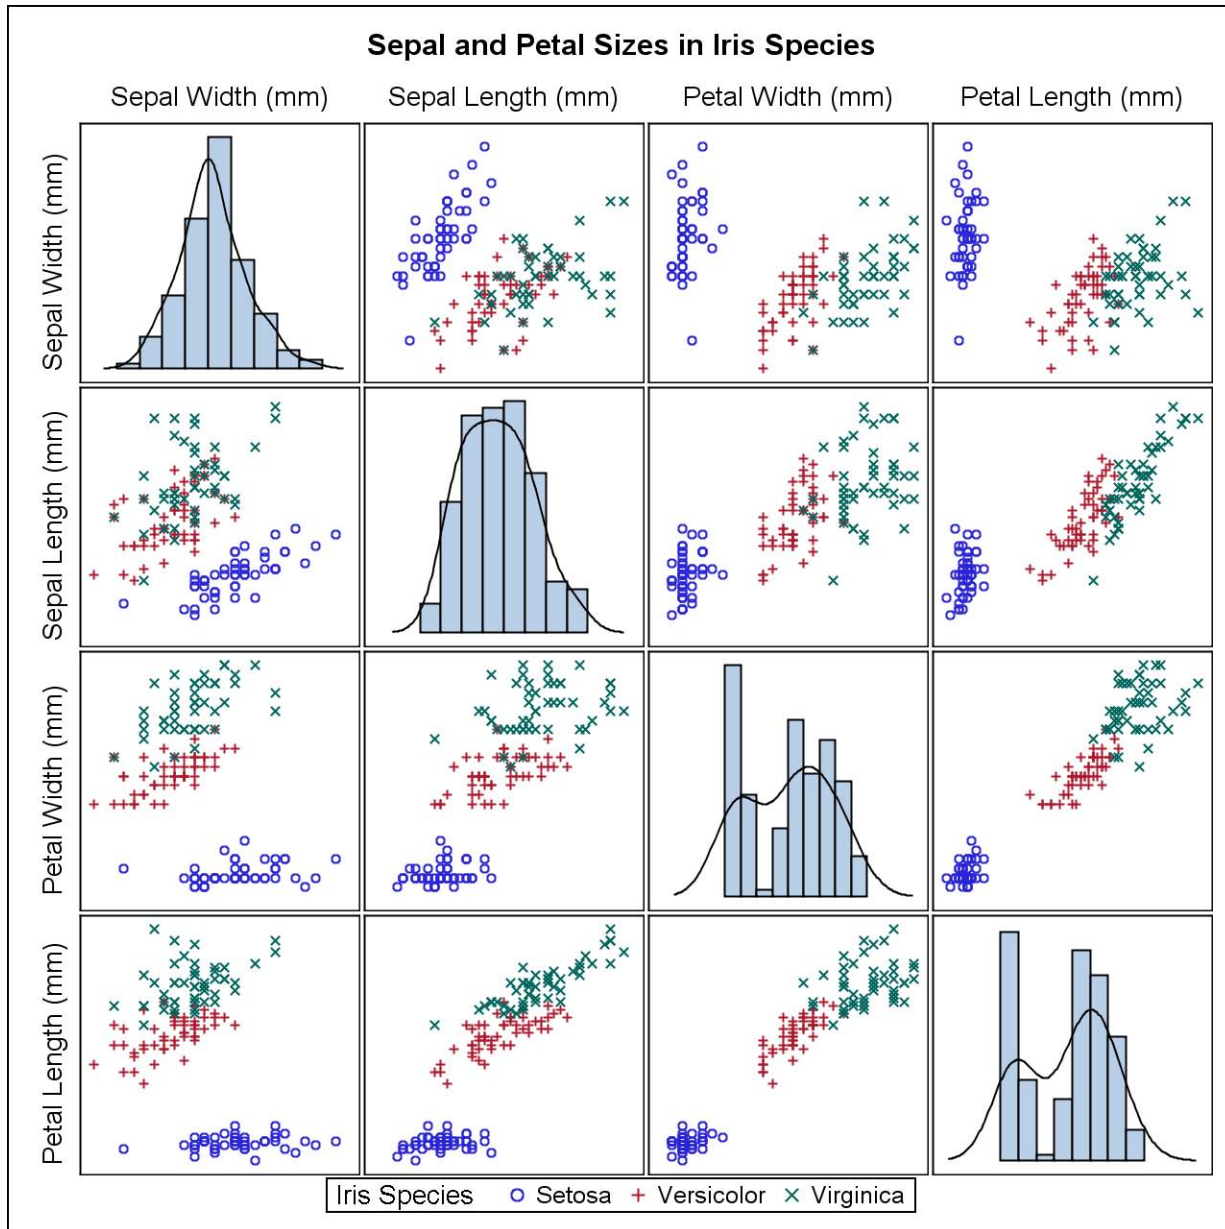 Sepal and Petal Sizes in Iris Species
Sepal Width (mm) Sepal Length (mm) Petal Width (mm) Petal Length (mm)
Sepal Width (mm)
Sepal Length (mm)
Petal Width (mm)
Petal Length (mm)
Iris Species Setosa Versicolor Virginica